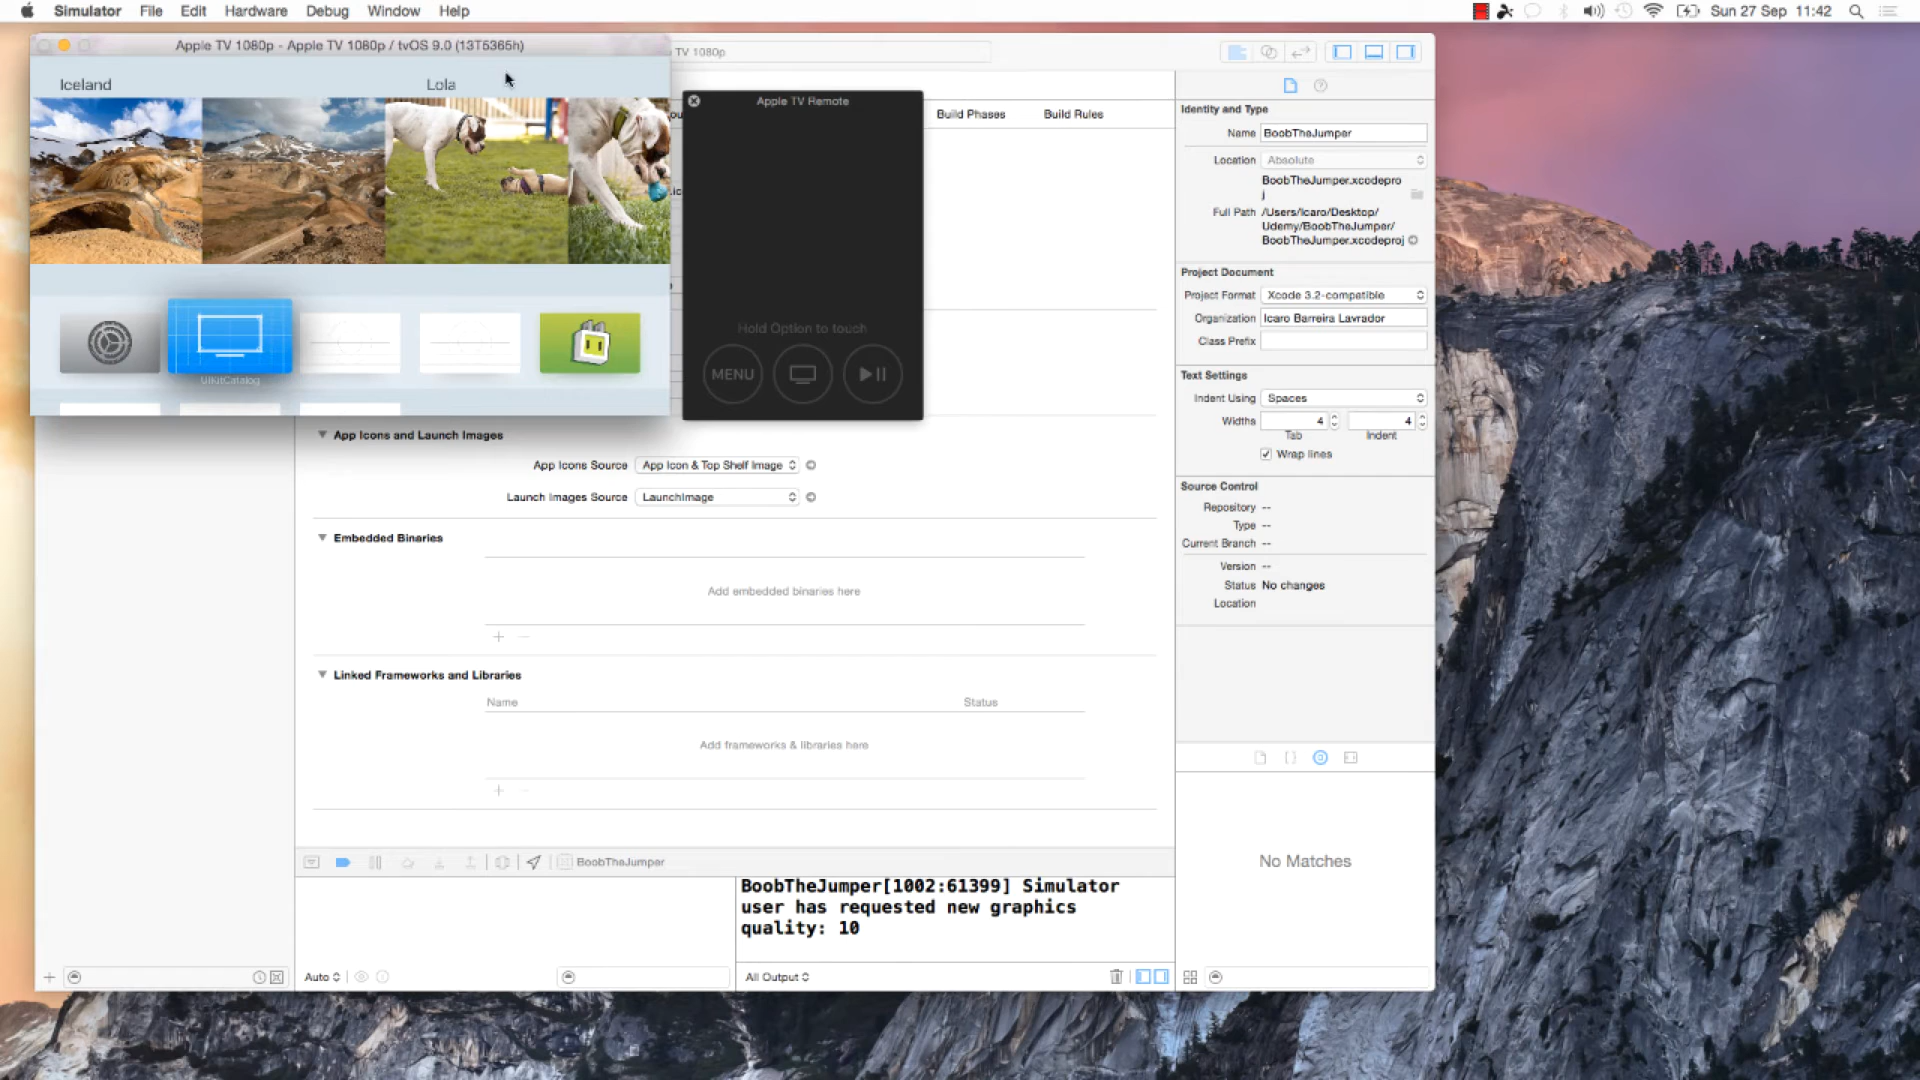 Simulator File Edit Hardware Debug Window Help
Sun 27 Sep 11:42
Apple TV 1080p - Apple TV 1080p / tvOS 9.0 (13T5365h)
TV 1080p
Iceland
Lola
UIKitCatalog
Apple TV Remote
Hold Option to touch
MENU
Build Phases
Build Rules
App Icons and Launch Images
App Icons Source App Icon & Top Shelf Image
Launch Images Source LaunchImage
Embedded Binaries
Add embedded binaries here
Linked Frameworks and Libraries
Name Status
Add frameworks & libraries here
BoobTheJumper
BoobTheJumper[1002:61399] Simulator
user has requested new graphics
quality: 10
Auto
All Output
Identity and Type
Name BoobTheJumper
Location Absolute
BoobTheJumper.xcodepro
j
Full Path /Users/Icaro/Desktop/
Udemy/BoobTheJumper/
BoobTheJumper.xcodeproj
Project Document
Project Format Xcode 3.2-compatible
Organization Icaro Barreira Lavrador
Class Prefix
Text Settings
Indent Using Spaces
Widths 4 4
Tab Indent
Wrap lines
Source Control
Repository --
Type --
Current Branch --
Version --
Status No changes
Location
No Matches